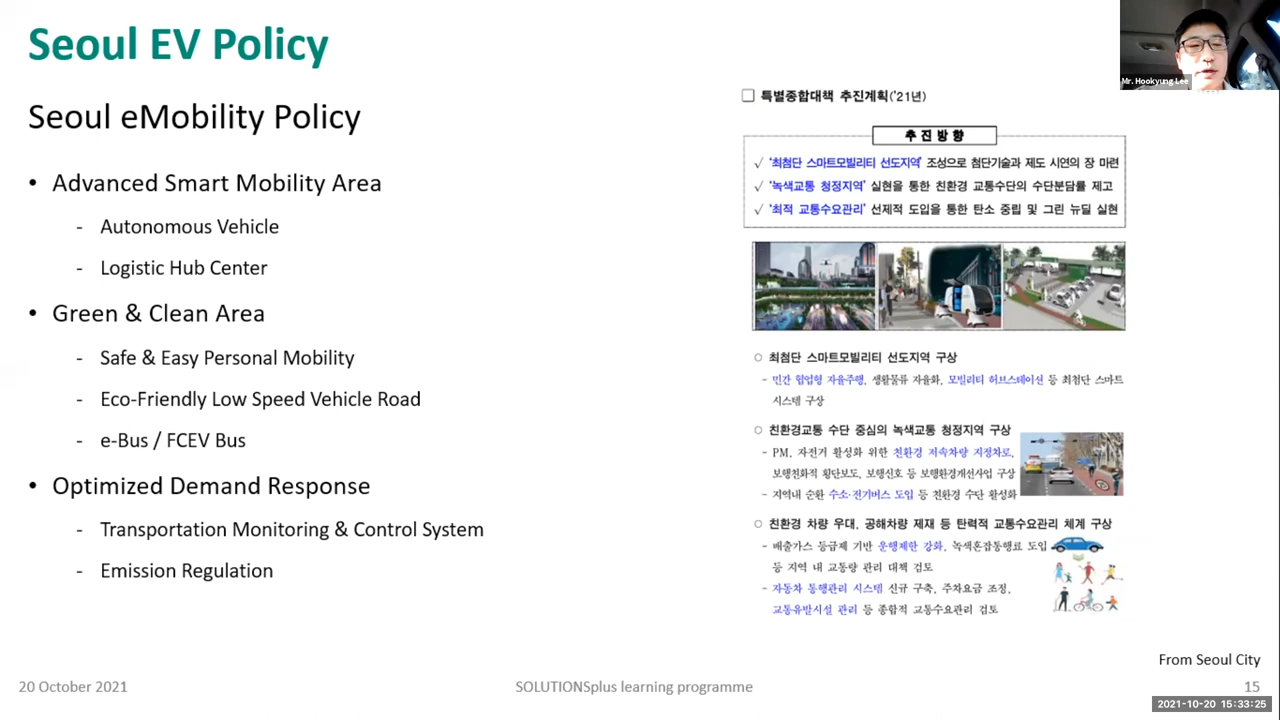 Seoul EV Policy
Seoul eMobility Policy
• Advanced Smart Mobility Area
- Autonomous Vehicle
- Logistic Hub Center
• Green & Clean Area
- Safe & Easy Personal Mobility
- Eco-Friendly Low Speed Vehicle Road
- e-Bus / FCEV Bus
• Optimized Demand Response
- Transportation Monitoring & Control System
- Emission Regulation
Mr. Hookyung Lee
❏ 특별종합대책 추진계획('21년)
추진방향
✓ '최첨단 스마트모빌리티 선도지역' 조성으로 첨단기술과 제도 시연의 장 마련
✓ '녹색교통 청정지역' 실현을 통한 친환경 교통수단의 수단분담률 제고
✓ '최적 교통수요관리' 선제적 도입을 통한 탄소 중립 및 그린 뉴딜 실현
○ 최첨단 스마트모빌리티 선도지역 구상
- 민간 협업형 자율주행, 생활물류 자율화, 모빌리티 허브스테이션 등 최첨단 스마트
시스템 구상
○ 친환경교통 수단 중심의 녹색교통 청정지역 구상
- PM, 자전거 활성화 위한 친환경 저속차량 지정차로,
보행친화적 횡단보도, 보행신호 등 보행환경개선사업 구상
- 지역내 순환 수소·전기버스 도입 등 친환경 수단 활성화
○ 친환경 차량 우대, 공해차량 제재 등 탄력적 교통수요관리 체계 구상
- 배출가스 등급제 기반 운행제한 강화, 녹색혼잡통행료 도입
등 지역 내 교통량 관리 대책 검토
- 자동차 통행관리 시스템 신규 구축, 주차요금 조정,
교통유발시설 관리 등 종합적 교통수요관리 검토
From Seoul City
20 October 2021
SOLUTIONSplus learning programme
15
2021-10-20 15:33:25